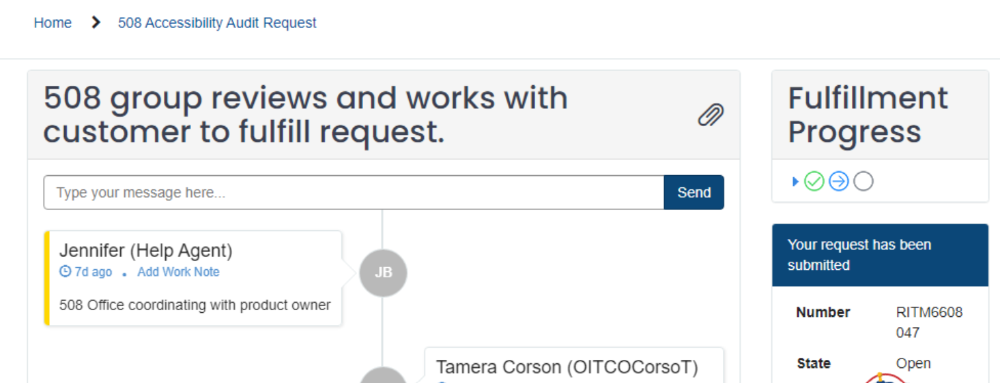 Home 508 Accessibility Audit Request
508 group reviews and works with
customer to fulfill request.
Type your message here...
Send
Jennifer (Help Agent)
7d ago . Add Work Note
508 Office coordinating with product owner
JB
Tamera Corson (OITCOCorsoT)
Fulfillment
Progress
Your request has been
submitted
Number RITM6608
047
State Open